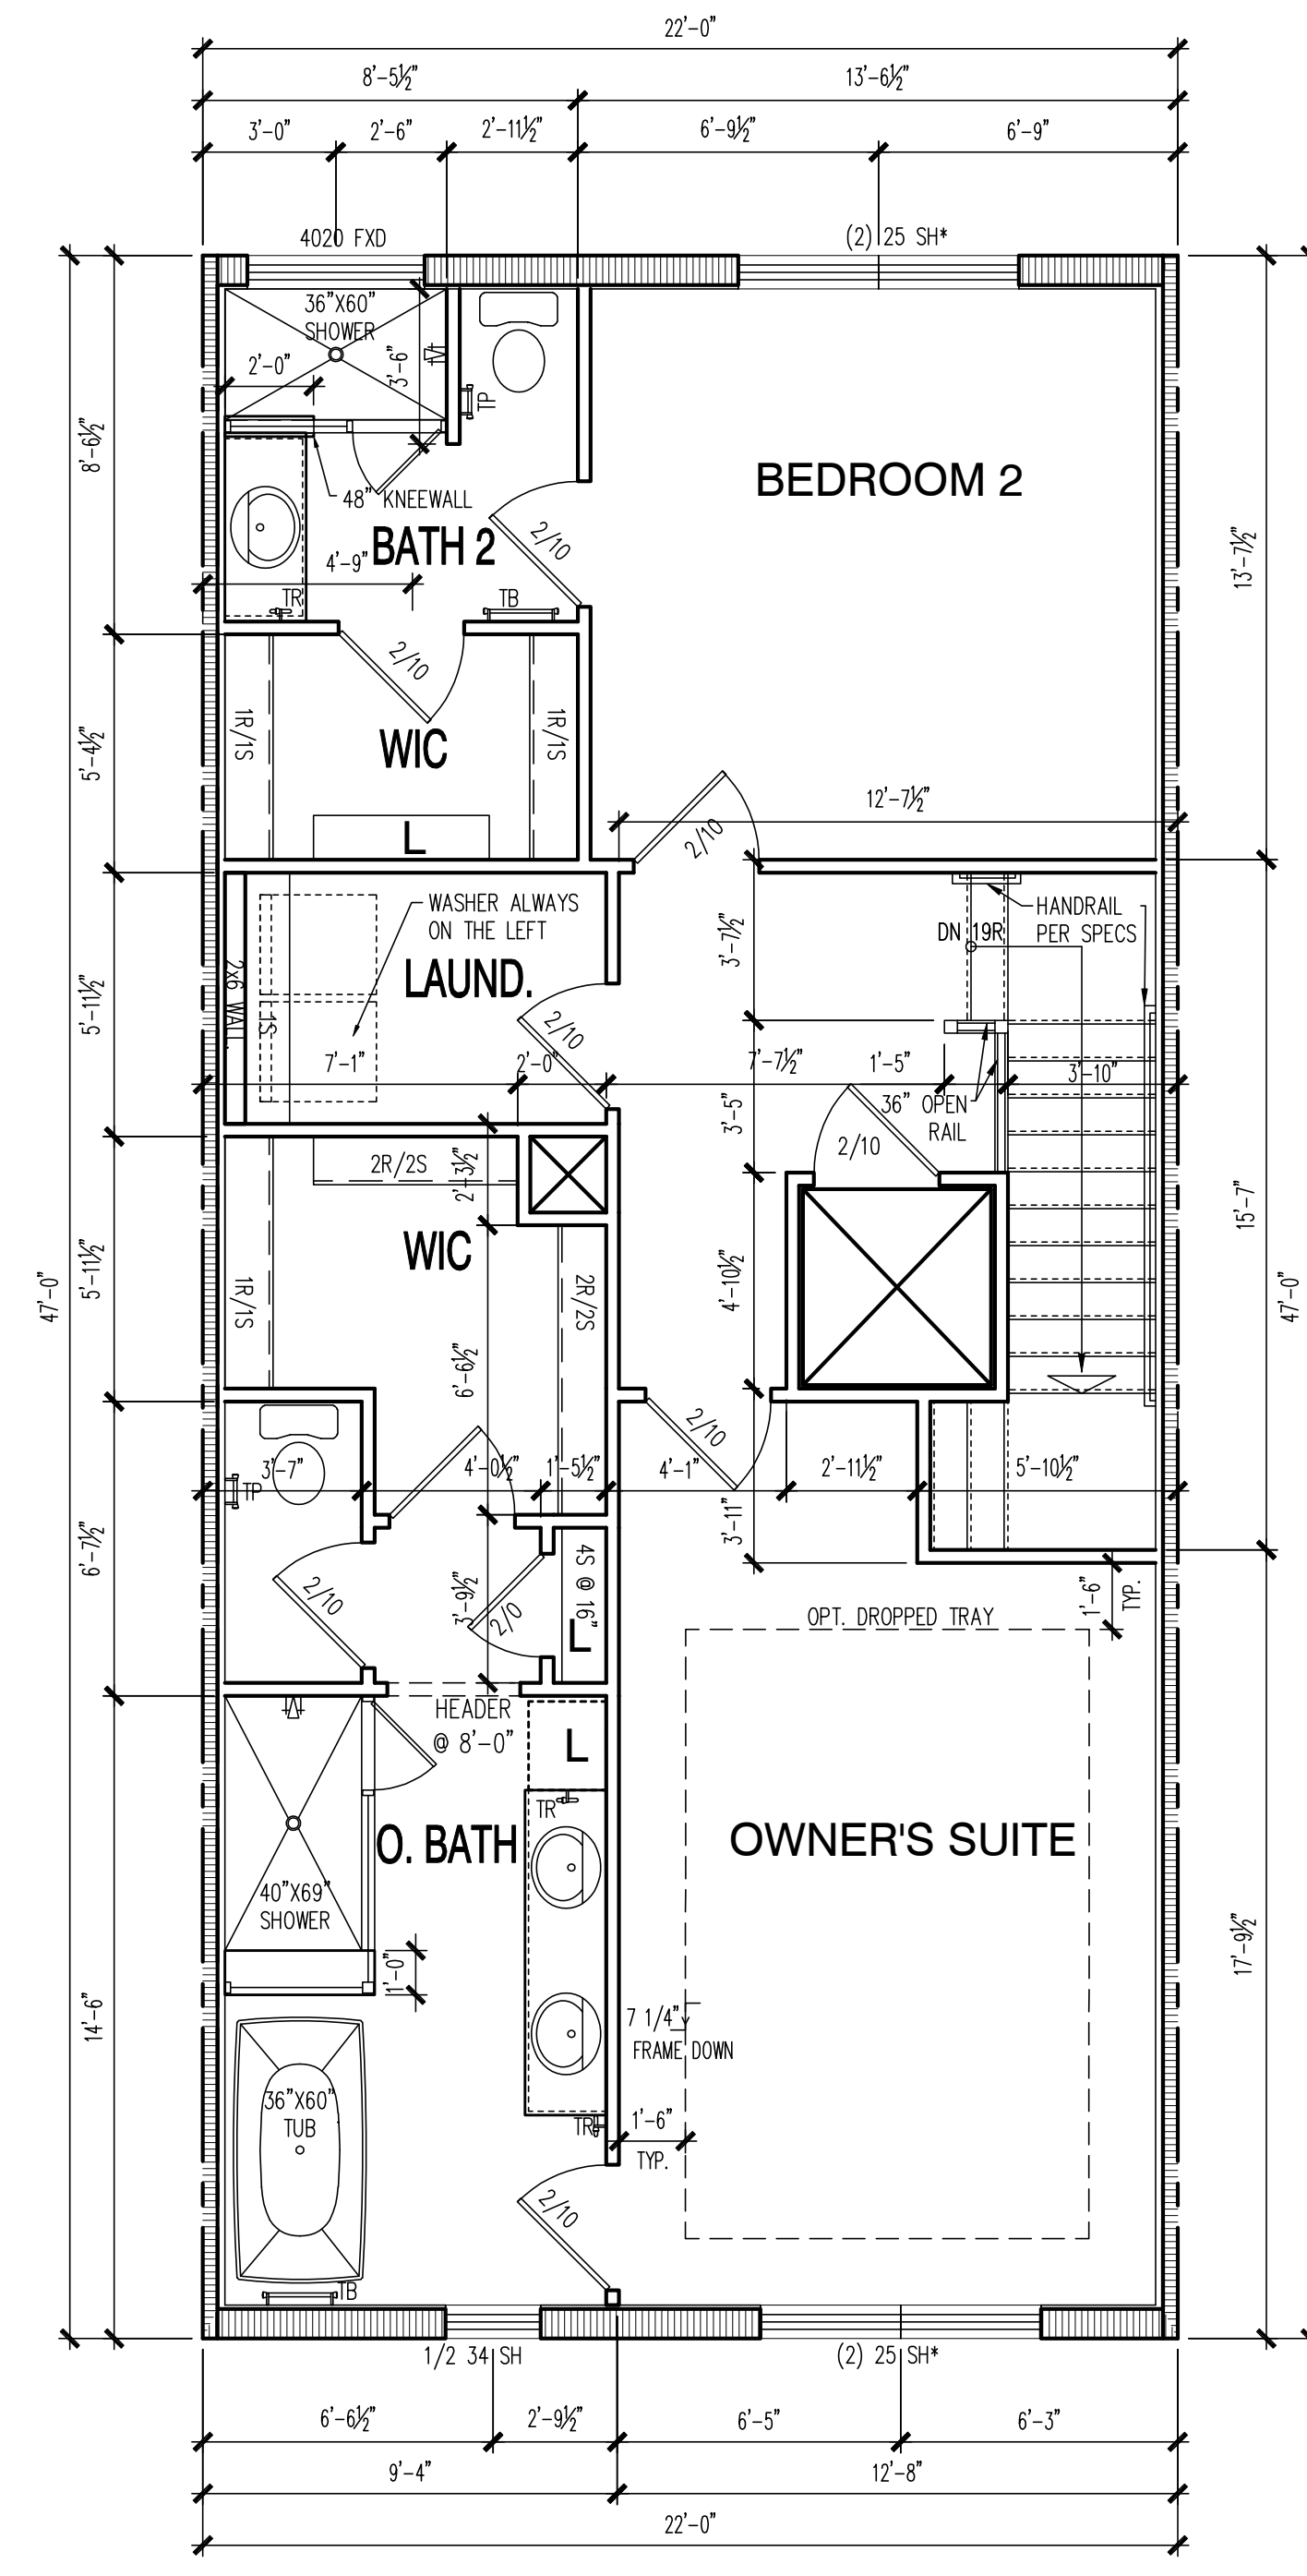 22'-0"
8'-5½" 13'-6½"
3'-0" 2'-6" 2'-11½" 6'-9½" 6'-9"
4020 FXD (2) 25 SH*
36"X60"
SHOWER
2'-0"
3'-6"
TP
8'-6½"
48" KNEEWALL
BEDROOM 2
BATH 2
2/10
4'-9"
TR TB
13'-7½"
2/10
1R/1S
WIC
1R/1S
5'-4½"
L
12'-7½"
2/10
WASHER ALWAYS
ON THE LEFT
HANDRAIL
PER SPECS
DN 19R
3'-7½"
LAUND.
2x6 WALL
1S
5'-11½"
2/10
7'-1" 2'-0" 7'-7½" 1'-5" 3'-10"
36" OPEN
RAIL
3'-5"
2/10
2R/2S
2'-3½"
15'-7"
WIC
5'-11½"
47'-0"
47'-0"
1R/1S
2R/2S
4'-10½"
6'-6½"
2/10
3'-7" 4'-0½" 1'-5½" 4'-1" 2'-11½" 5'-10½"
TP
3'-11"
6'-7½"
2/10
3'-9½"
2/0
4S @ 16"
L
1'-6"
TYP.
OPT. DROPPED TRAY
HEADER
@ 8'-0"
L
TR
O. BATH
OWNER'S SUITE
40"X69"
SHOWER
1'-0"
17'-9½"
14'-6"
7 1/4"
FRAME DOWN
36"X60"
TUB
TR
1'-6"
TYP.
2/10
TB
1/2 34 SH (2) 25 SH*
6'-6½" 2'-9½" 6'-5" 6'-3"
9'-4" 12'-8"
22'-0"